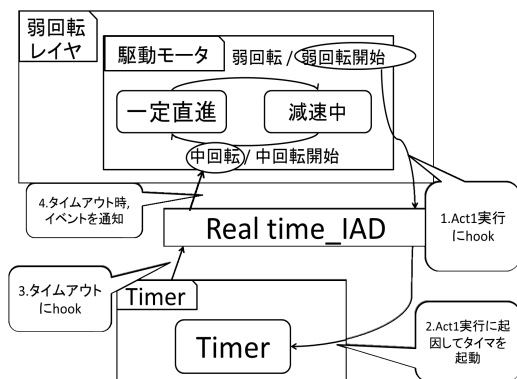 弱回転
レイヤ
駆動モータ
弱回転 / 弱回転開始
一定直進
減速中
中回転 / 中回転開始
4.タイムアウト時,
イベントを通知
Real time_IAD
1.Act1実行
にhook
3.タイムアウト
にhook
Timer
Timer
2.Act1実行に起
因してタイマを
起動